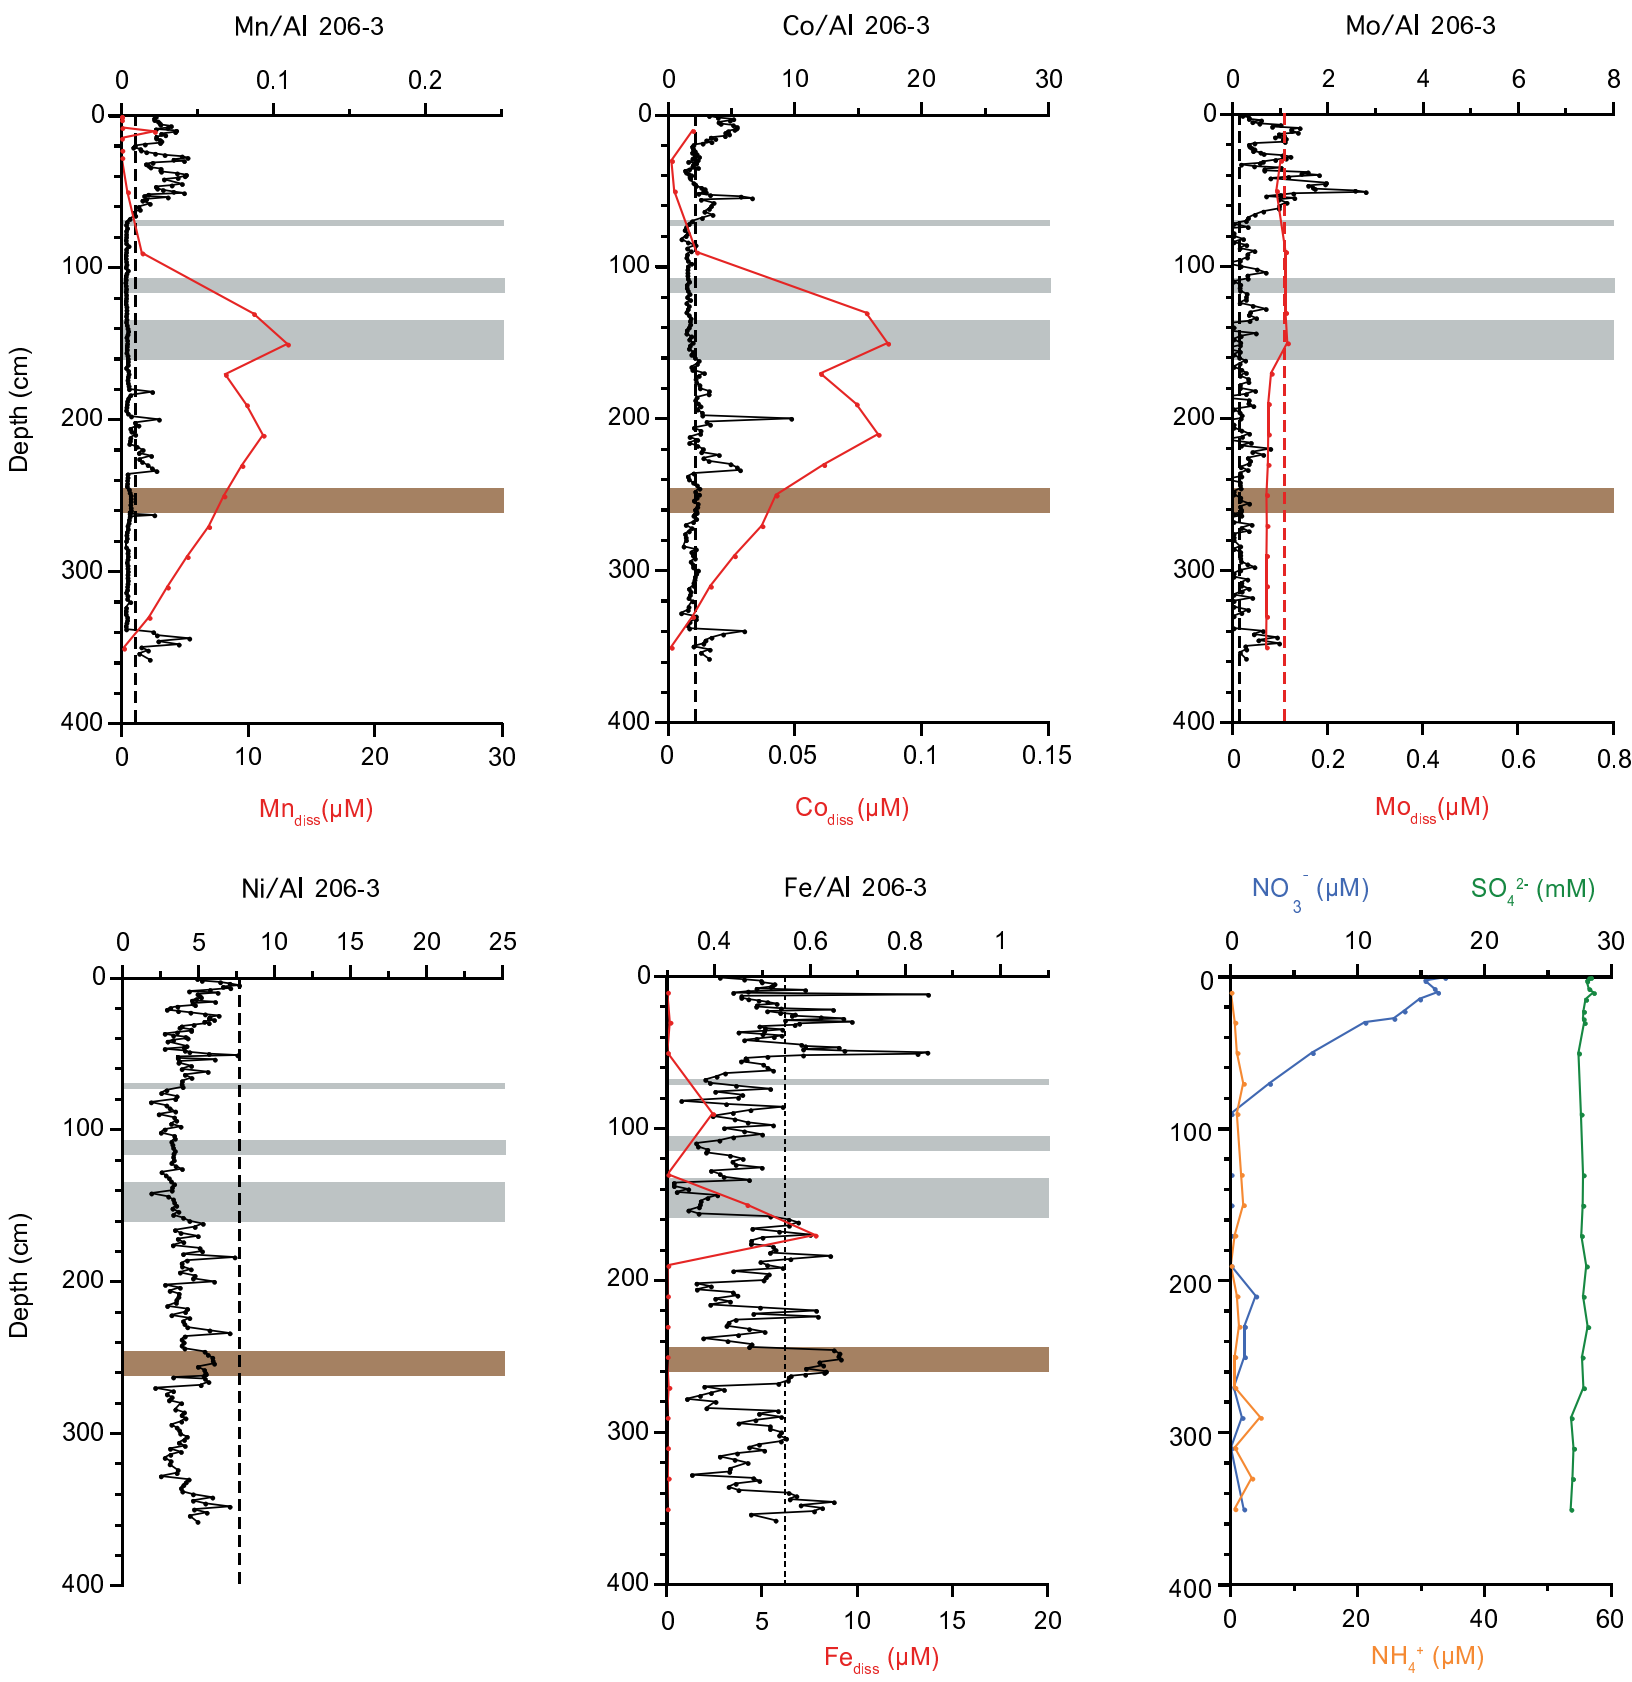 Mn/Al 206-3 Co/Al 206-3 Mo/Al 206-3
0 0.1 0.2 0 10 20 30 0 2 4 6 8
0 0 0
100 100 100
Depth (cm)
200 200 200
300 300 300
400 400 400
0 10 20 30 0 0.05 0.1 0.15 0 0.2 0.4 0.6 0.8
Mn_diss (µM) Co_diss (µM) Mo_diss (µM)
Ni/Al 206-3 Fe/Al 206-3 NO₃⁻ (µM) SO₄²⁻ (mM)
0 5 10 15 20 25 0.4 0.6 0.8 1 0 10 20 30
0 0 0
100 100 100
Depth (cm)
200 200 200
300 300 300
400 400 400
0 5 10 15 20 0 20 40 60
Fe_diss (µM) NH₄⁺ (µM)